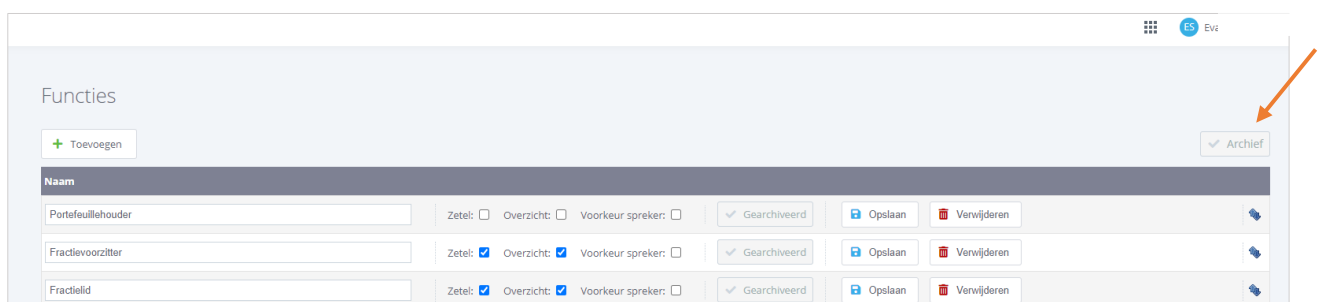 ES
Functies
+ Toevoegen Archief
Naam
Portefeuillehouder Zetel: Overzicht: Voorkeur spreker: Gearchiveerd Opslaan Verwijderen
Fractievoorzitter Zetel: Overzicht: Voorkeur spreker: Gearchiveerd Opslaan Verwijderen
Fractielid Zetel: Overzicht: Voorkeur spreker: Gearchiveerd Opslaan Verwijderen